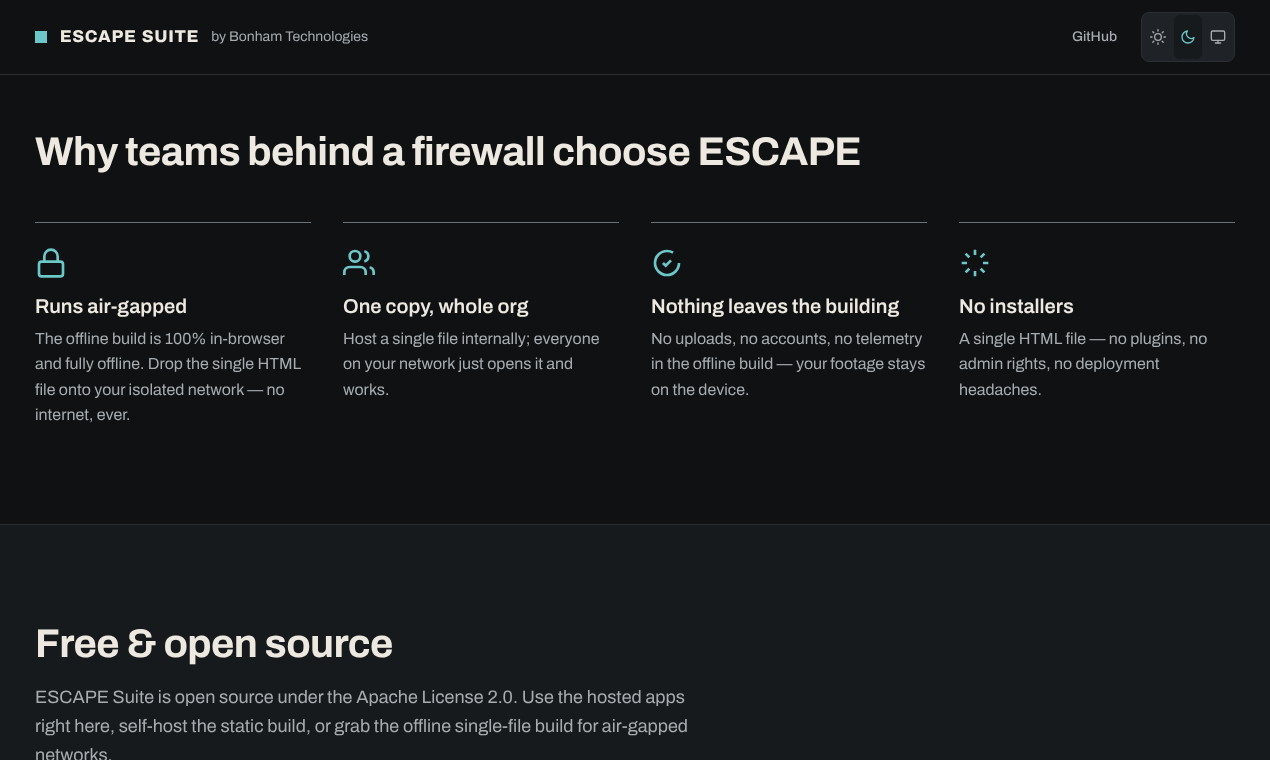 ESCAPE SUITE by Bonham Technologies
GitHub
Why teams behind a firewall choose ESCAPE
Runs air-gapped
The offline build is 100% in-browser
and fully offline. Drop the single HTML
file onto your isolated network — no
internet, ever.
One copy, whole org
Host a single file internally; everyone
on your network just opens it and
works.
Nothing leaves the building
No uploads, no accounts, no telemetry
in the offline build — your footage stays
on the device.
No installers
A single HTML file — no plugins, no
admin rights, no deployment
headaches.
Free & open source
ESCAPE Suite is open source under the Apache License 2.0. Use the hosted apps
right here, self-host the static build, or grab the offline single-file build for air-gapped
networks.